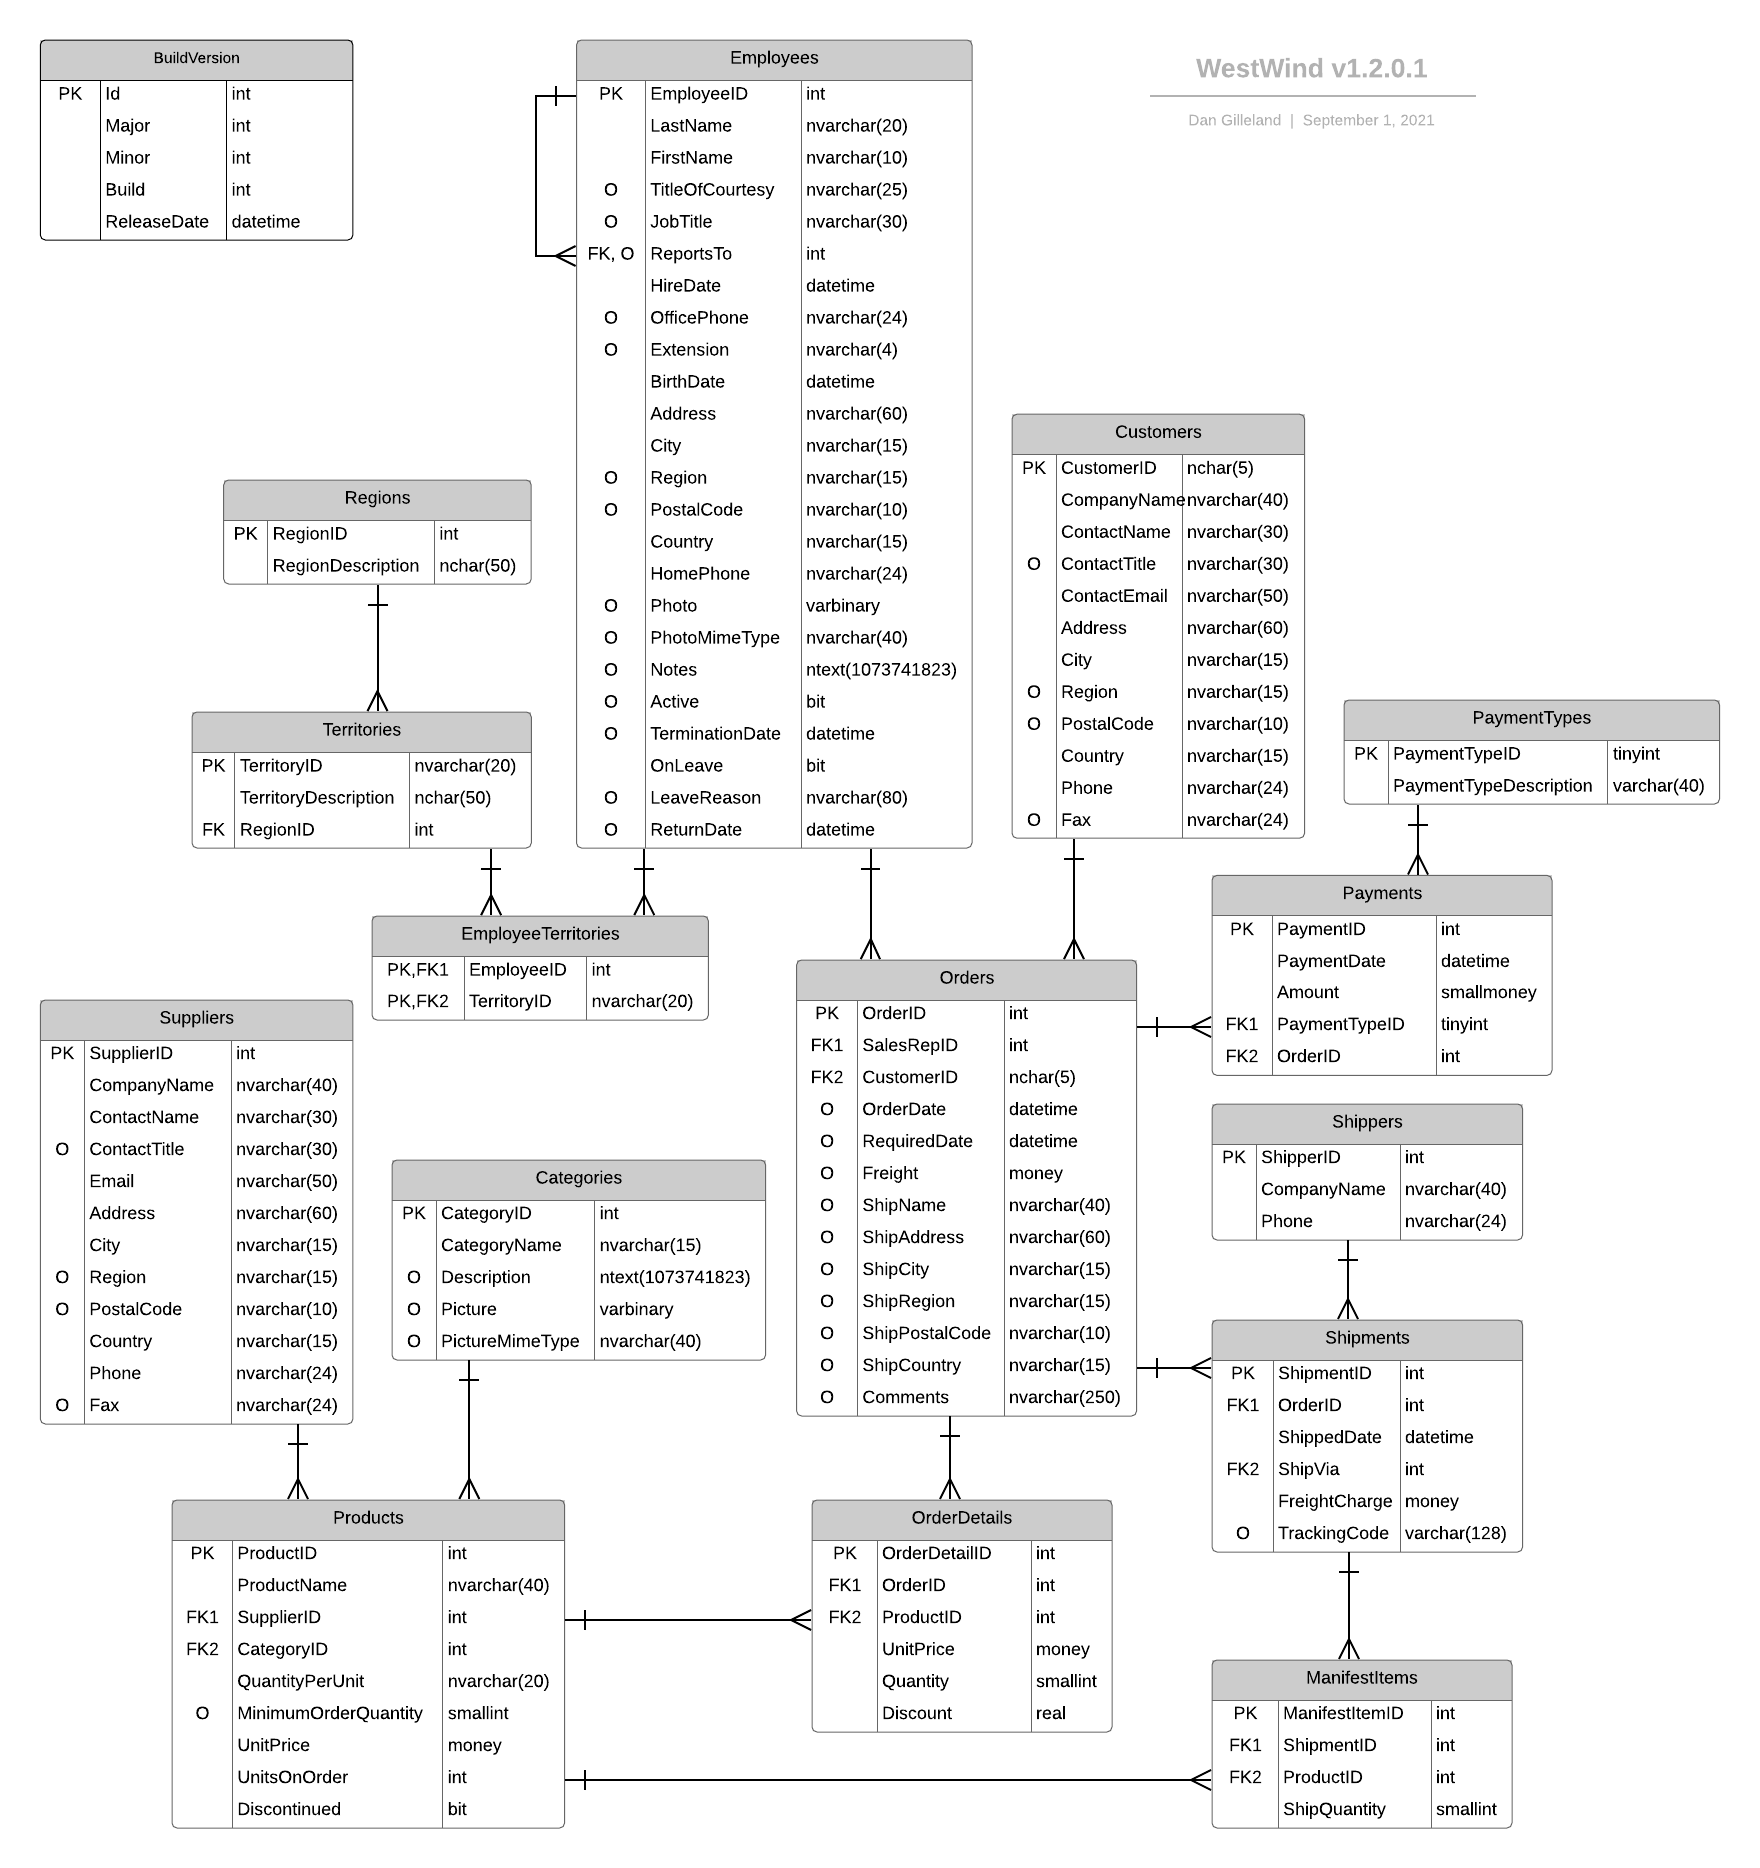 BuildVersion
PK Id int
Major int
Minor int
Build int
ReleaseDate datetime
Employees
PK EmployeeID int
LastName nvarchar(20)
FirstName nvarchar(10)
O TitleOfCourtesy nvarchar(25)
O JobTitle nvarchar(30)
FK, O ReportsTo int
HireDate datetime
O OfficePhone nvarchar(24)
O Extension nvarchar(4)
BirthDate datetime
Address nvarchar(60)
City nvarchar(15)
O Region nvarchar(15)
O PostalCode nvarchar(10)
Country nvarchar(15)
HomePhone nvarchar(24)
O Photo varbinary
O PhotoMimeType nvarchar(40)
O Notes ntext(1073741823)
O Active bit
O TerminationDate datetime
OnLeave bit
O LeaveReason nvarchar(80)
O ReturnDate datetime
WestWind v1.2.0.1
Dan Gilleland | September 1, 2021
Customers
PK CustomerID nchar(5)
CompanyName nvarchar(40)
ContactName nvarchar(30)
O ContactTitle nvarchar(30)
ContactEmail nvarchar(50)
Address nvarchar(60)
City nvarchar(15)
O Region nvarchar(15)
O PostalCode nvarchar(10)
Country nvarchar(15)
Phone nvarchar(24)
O Fax nvarchar(24)
Regions
PK RegionID int
RegionDescription nchar(50)
Territories
PK TerritoryID nvarchar(20)
TerritoryDescription nchar(50)
FK RegionID int
PaymentTypes
PK PaymentTypeID tinyint
PaymentTypeDescription varchar(40)
Payments
PK PaymentID int
PaymentDate datetime
Amount smallmoney
FK1 PaymentTypeID tinyint
FK2 OrderID int
EmployeeTerritories
PK,FK1 EmployeeID int
PK,FK2 TerritoryID nvarchar(20)
Orders
PK OrderID int
FK1 SalesRepID int
FK2 CustomerID nchar(5)
O OrderDate datetime
O RequiredDate datetime
O Freight money
O ShipName nvarchar(40)
O ShipAddress nvarchar(60)
O ShipCity nvarchar(15)
O ShipRegion nvarchar(15)
O ShipPostalCode nvarchar(10)
O ShipCountry nvarchar(15)
O Comments nvarchar(250)
Suppliers
PK SupplierID int
CompanyName nvarchar(40)
ContactName nvarchar(30)
O ContactTitle nvarchar(30)
Email nvarchar(50)
Address nvarchar(60)
City nvarchar(15)
O Region nvarchar(15)
O PostalCode nvarchar(10)
Country nvarchar(15)
Phone nvarchar(24)
O Fax nvarchar(24)
Categories
PK CategoryID int
CategoryName nvarchar(15)
O Description ntext(1073741823)
O Picture varbinary
O PictureMimeType nvarchar(40)
Shippers
PK ShipperID int
CompanyName nvarchar(40)
Phone nvarchar(24)
Shipments
PK ShipmentID int
FK1 OrderID int
ShippedDate datetime
FK2 ShipVia int
FreightCharge money
O TrackingCode varchar(128)
Products
PK ProductID int
ProductName nvarchar(40)
FK1 SupplierID int
FK2 CategoryID int
QuantityPerUnit nvarchar(20)
O MinimumOrderQuantity smallint
UnitPrice money
UnitsOnOrder int
Discontinued bit
OrderDetails
PK OrderDetailID int
FK1 OrderID int
FK2 ProductID int
UnitPrice money
Quantity smallint
Discount real
ManifestItems
PK ManifestItemID int
FK1 ShipmentID int
FK2 ProductID int
ShipQuantity smallint